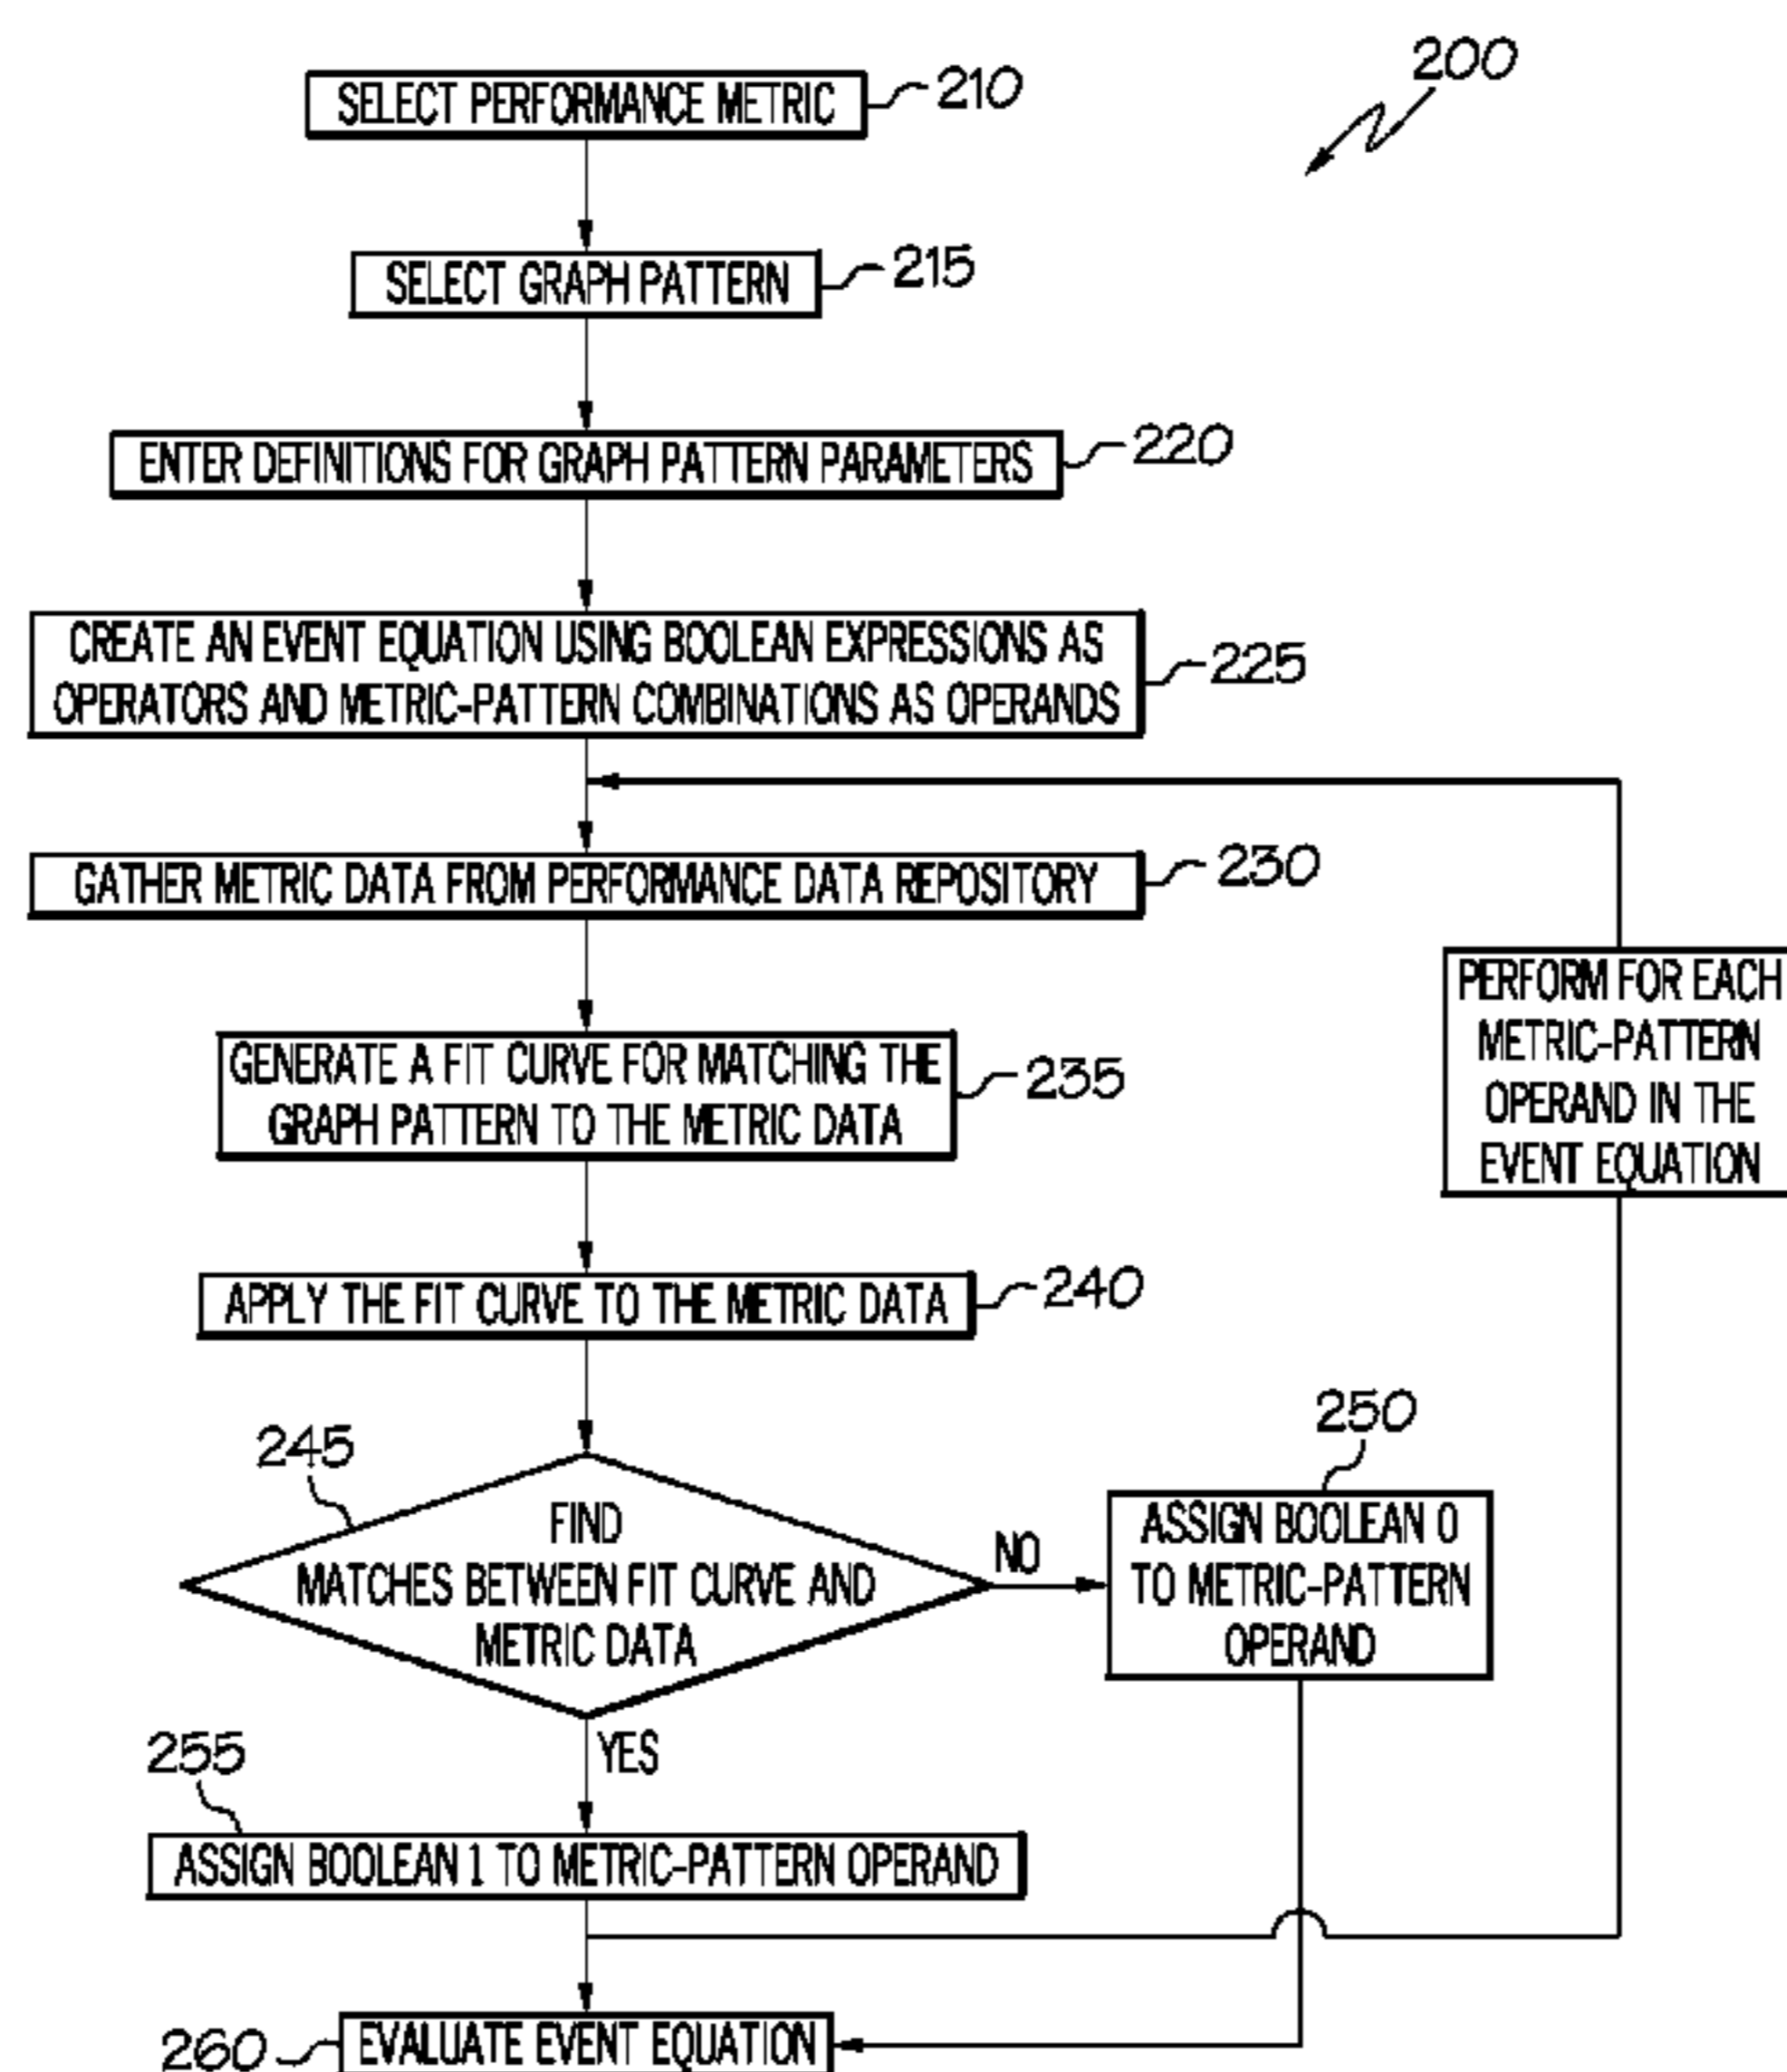 200
SELECT PERFORMANCE METRIC
210
SELECT GRAPH PATTERN
215
ENTER DEFINITIONS FOR GRAPH PATTERN PARAMETERS
220
CREATE AN EVENT EQUATION USING BOOLEAN EXPRESSIONS AS
OPERATORS AND METRIC-PATTERN COMBINATIONS AS OPERANDS
225
GATHER METRIC DATA FROM PERFORMANCE DATA REPOSITORY
230
PERFORM FOR EACH
METRIC-PATTERN
OPERAND IN THE
EVENT EQUATION
GENERATE A FIT CURVE FOR MATCHING THE
GRAPH PATTERN TO THE METRIC DATA
235
APPLY THE FIT CURVE TO THE METRIC DATA
240
245
FIND
MATCHES BETWEEN FIT CURVE AND
METRIC DATA
NO
250
ASSIGN BOOLEAN 0
TO METRIC-PATTERN
OPERAND
YES
255
ASSIGN BOOLEAN 1 TO METRIC-PATTERN OPERAND
260
EVALUATE EVENT EQUATION